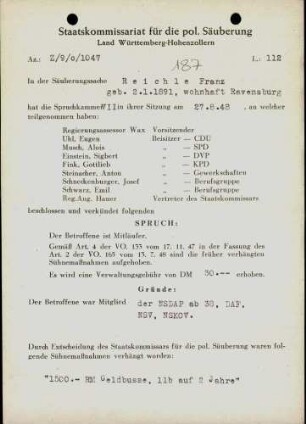 Staatskommissariat für die pol. Säuberung
Land Württemberg-Hohenzollern
Az.: Z/9/o/1047 187 L.: 112
In der Säuberungssache Reichle Franz
geb. 2.1.1891, wohnhaft Ravensburg
hat die Spruchkammer II in ihrer Sitzung am 27.8.48, an welcher
teilgenommen haben:
Regierungsassessor Wax Vorsitzender
Uhl, Eugen Beisitzer — CDU
Musch, Alois „ — SPD
Einstein, Sigbert „ — DVP
Fink, Gottlieb „ — KPD
Steinacher, Anton „ — Gewerkschaften
Schneckenburger, Josef „ — Berufsgruppe
Schwarz, Emil „ — Berufsgruppe
Reg.Ang. Hauer Vertreter des Staatskommissars
beschlossen und verkündet folgenden
SPRUCH:
Der Betroffene ist Mitläufer.
Gemäß Art. 4 der VO. 133 vom 17. 11. 47 in der Fassung des
Art. 2 der VO. 165 vom 13. 7. 48 sind die früher verhängten
Sühnemaßnahmen aufgehoben.
Es wird eine Verwaltungsgebühr von DM 30.-- erhoben.
Gründe:
Der Betroffene war Mitglied der NSDAP ab 38, DAF,
NSV, NSKOV.
Durch Entscheidung des Staatskommissars für die pol. Säuberung waren fol-
gende Sühnemaßnahmen verhängt worden:
"1500.- RM Geldbusse, 11b auf 2 Jahre"